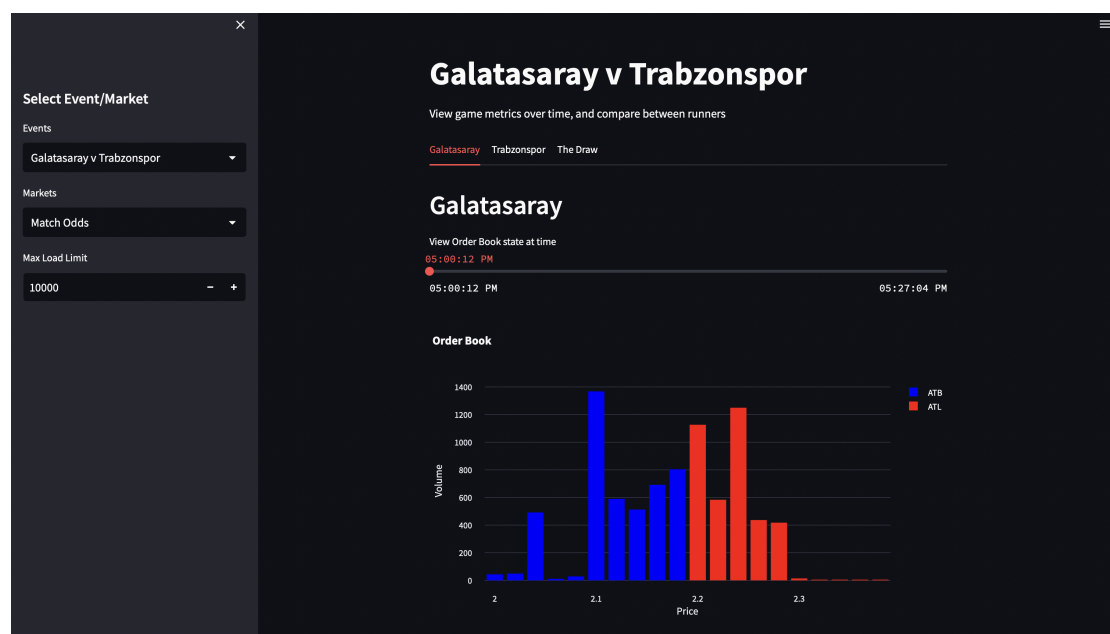 Select Event/Market
Events
Galatasaray v Trabzonspor
Markets
Match Odds
Max Load Limit
10000
Galatasaray v Trabzonspor
View game metrics over time, and compare between runners
Galatasaray Trabzonspor The Draw
Galatasaray
View Order Book state at time
05:00:12 PM
05:00:12 PM 05:27:04 PM
Order Book
1400
1200
1000
800
600
400
200
0
Volume
2 2.1 2.2 2.3
Price
ATB
ATL